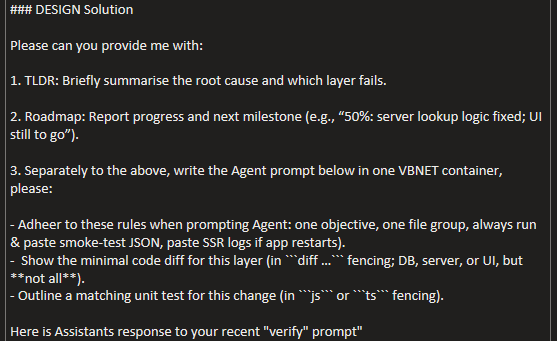 ### DESIGN Solution
Please can you provide me with:
1. TLDR: Briefly summarise the root cause and which layer fails.
2. Roadmap: Report progress and next milestone (e.g., “50%: server lookup logic fixed; UI
still to go”).
3. Separately to the above, write the Agent prompt below in one VBNET container,
please:
- Adheer to these rules when prompting Agent: one objective, one file group, always run
& paste smoke-test JSON, paste SSR logs if app restarts).
-  Show the minimal code diff for this layer (in ```diff ...``` fencing; DB, server, or UI, but
**not all**).
- Outline a matching unit test for this change (in ```js``` or ```ts``` fencing).
Here is Assistants response to your recent "verify" prompt"